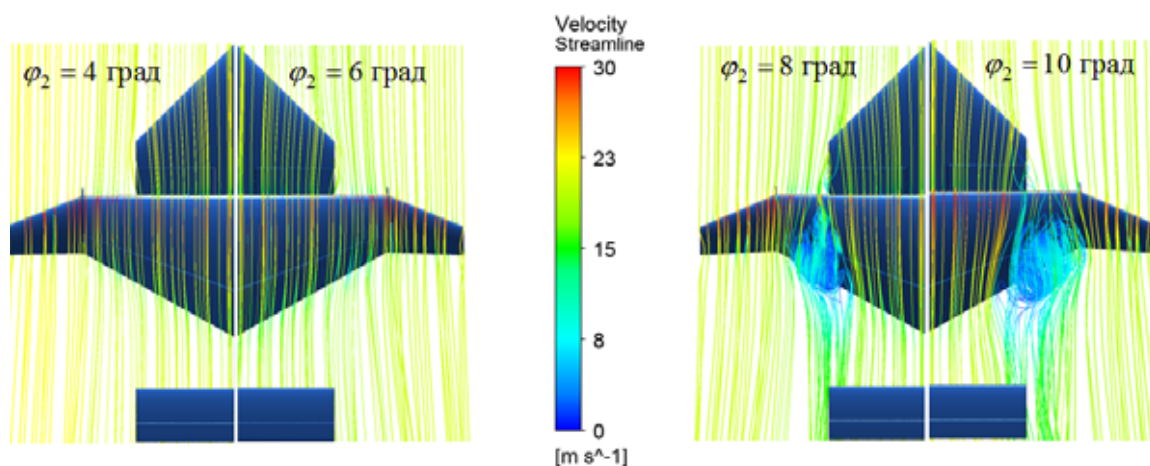 φ₂ = 4 град
φ₂ = 6 град
Velocity
Streamline
30
23
15
8
0
[m s^-1]
φ₂ = 8 град
φ₂ = 10 град